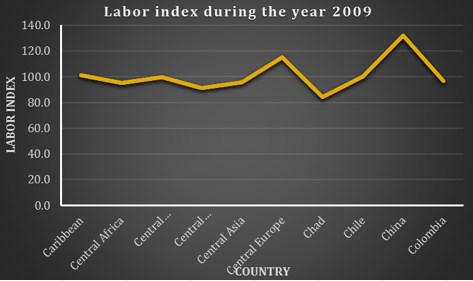 Labor index during the year 2009
140.0
120.0
100.0
80.0
60.0
40.0
20.0
0.0
LABOR INDEX
Caribbean
Central Africa
Central...
Central...
Central Asia
Central Europe
Chad
Chile
China
Colombia
COUNTRY